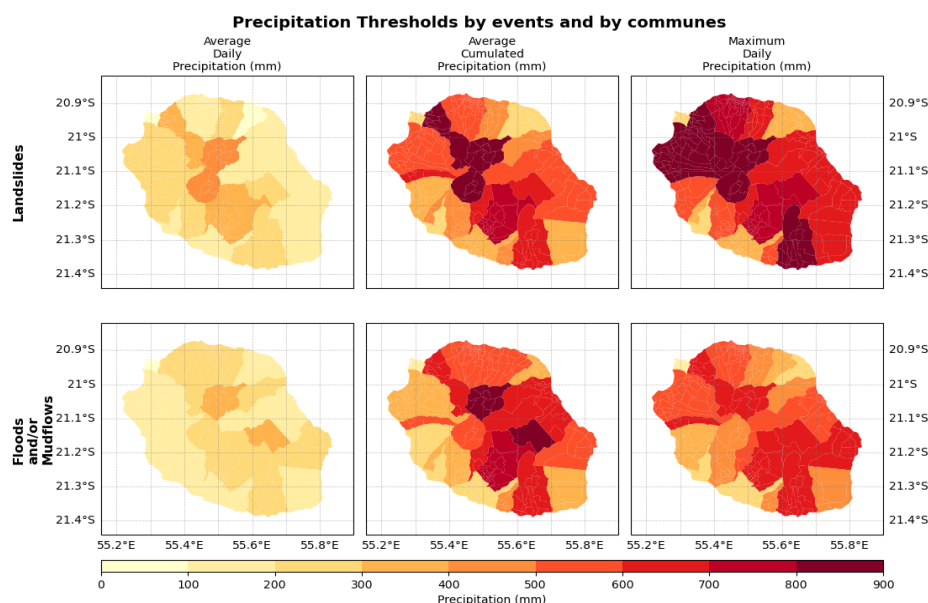 Precipitation Thresholds by events and by communes
Average
Daily
Precipitation (mm)
Average
Cumulated
Precipitation (mm)
Maximum
Daily
Precipitation (mm)
Landslides
20.9°S
21°S
21.1°S
21.2°S
21.3°S
21.4°S
20.9°S
21°S
21.1°S
21.2°S
21.3°S
21.4°S
Floods
and/or
Mudflows
20.9°S
21°S
21.1°S
21.2°S
21.3°S
21.4°S
20.9°S
21°S
21.1°S
21.2°S
21.3°S
21.4°S
55.2°E 55.4°E 55.6°E 55.8°E 55.2°E 55.4°E 55.6°E 55.8°E 55.2°E 55.4°E 55.6°E 55.8°E
0 100 200 300 400 500 600 700 800 900
Precipitation (mm)